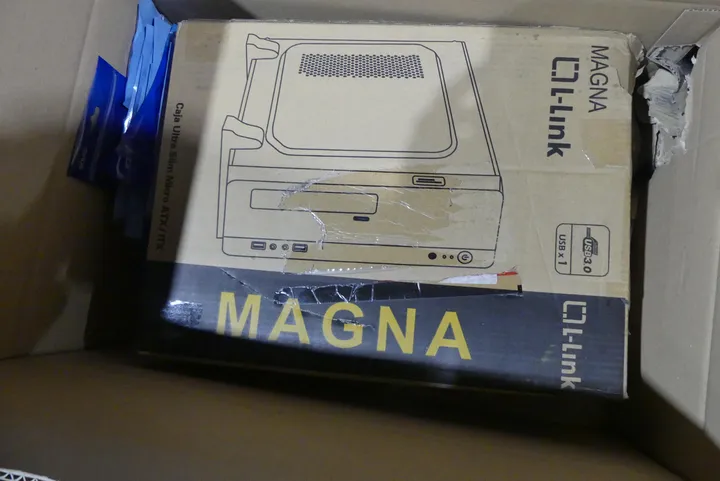 MAGNA
L-Link
Caja Ultra Slim Micro ATX / ITX
USB 3.0
USB x 1
MAGNA
L-Link